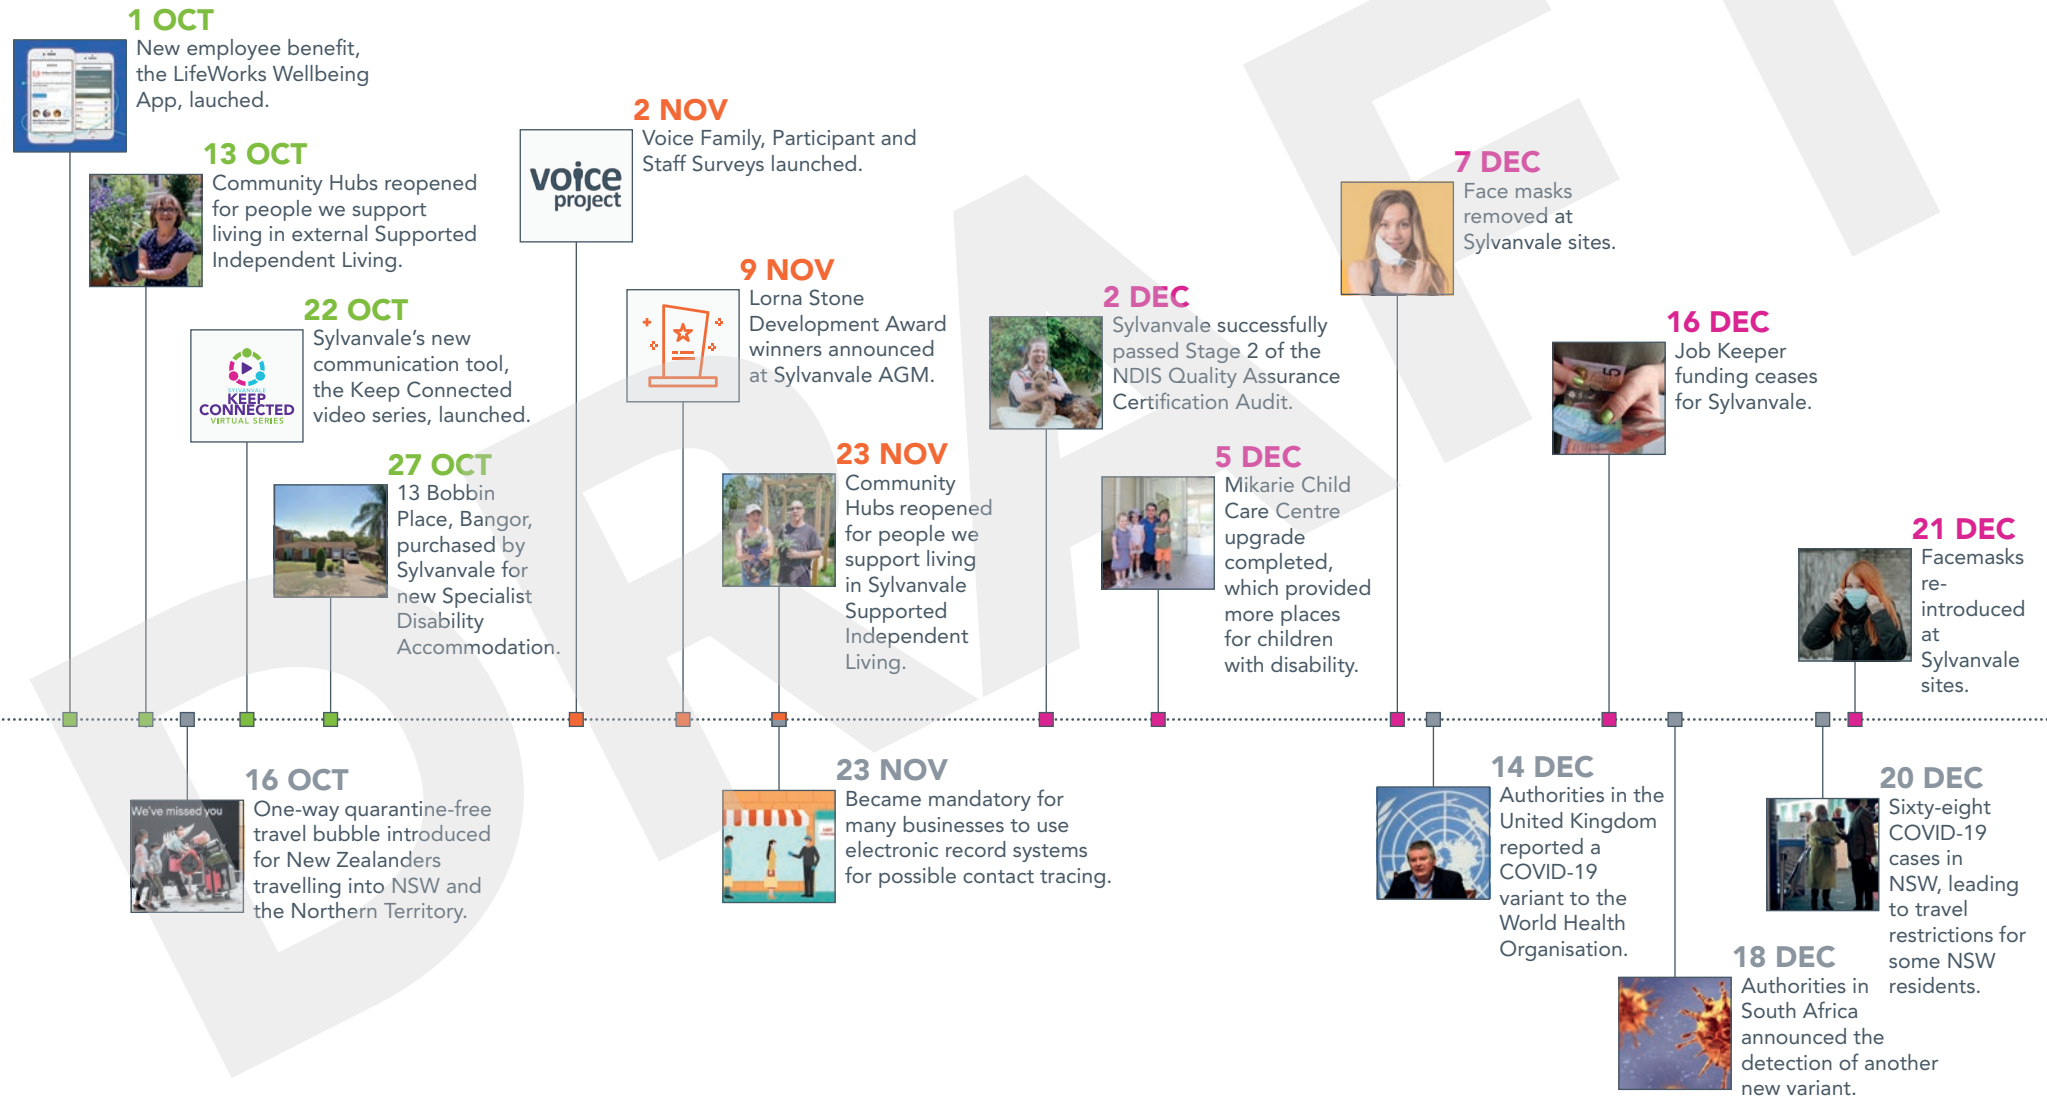 1 OCT
New employee benefit,
the LifeWorks Wellbeing
App, lauched.
13 OCT
Community Hubs reopened
for people we support
living in external Supported
Independent Living.
22 OCT
Sylvanvale's new
communication tool,
the Keep Connected
video series, launched.
SYLVANVALE
KEEP
CONNECTED
VIRTUAL SERIES
27 OCT
13 Bobbin
Place, Bangor,
purchased by
Sylvanvale for
new Specialist
Disability
Accommodation.
2 NOV
Voice Family, Participant and
Staff Surveys launched.
voice
project
9 NOV
Lorna Stone
Development Award
winners announced
at Sylvanvale AGM.
23 NOV
Community
Hubs reopened
for people we
support living
in Sylvanvale
Supported
Independent
Living.
2 DEC
Sylvanvale successfully
passed Stage 2 of the
NDIS Quality Assurance
Certification Audit.
5 DEC
Mikarie Child
Care Centre
upgrade
completed,
which provided
more places
for children
with disability.
7 DEC
Face masks
removed at
Sylvanvale sites.
16 DEC
Job Keeper
funding ceases
for Sylvanvale.
5
21 DEC
Facemasks
re-
introduced
at
Sylvanvale
sites.
16 OCT
One-way quarantine-free
travel bubble introduced
for New Zealanders
travelling into NSW and
the Northern Territory.
We've missed you
23 NOV
Became mandatory for
many businesses to use
electronic record systems
for possible contact tracing.
14 DEC
Authorities in the
United Kingdom
reported a
COVID-19
variant to the
World Health
Organisation.
18 DEC
Authorities in
South Africa
announced the
detection of another
new variant.
20 DEC
Sixty-eight
COVID-19
cases in
NSW, leading
to travel
restrictions for
some NSW
residents.
DRAFT